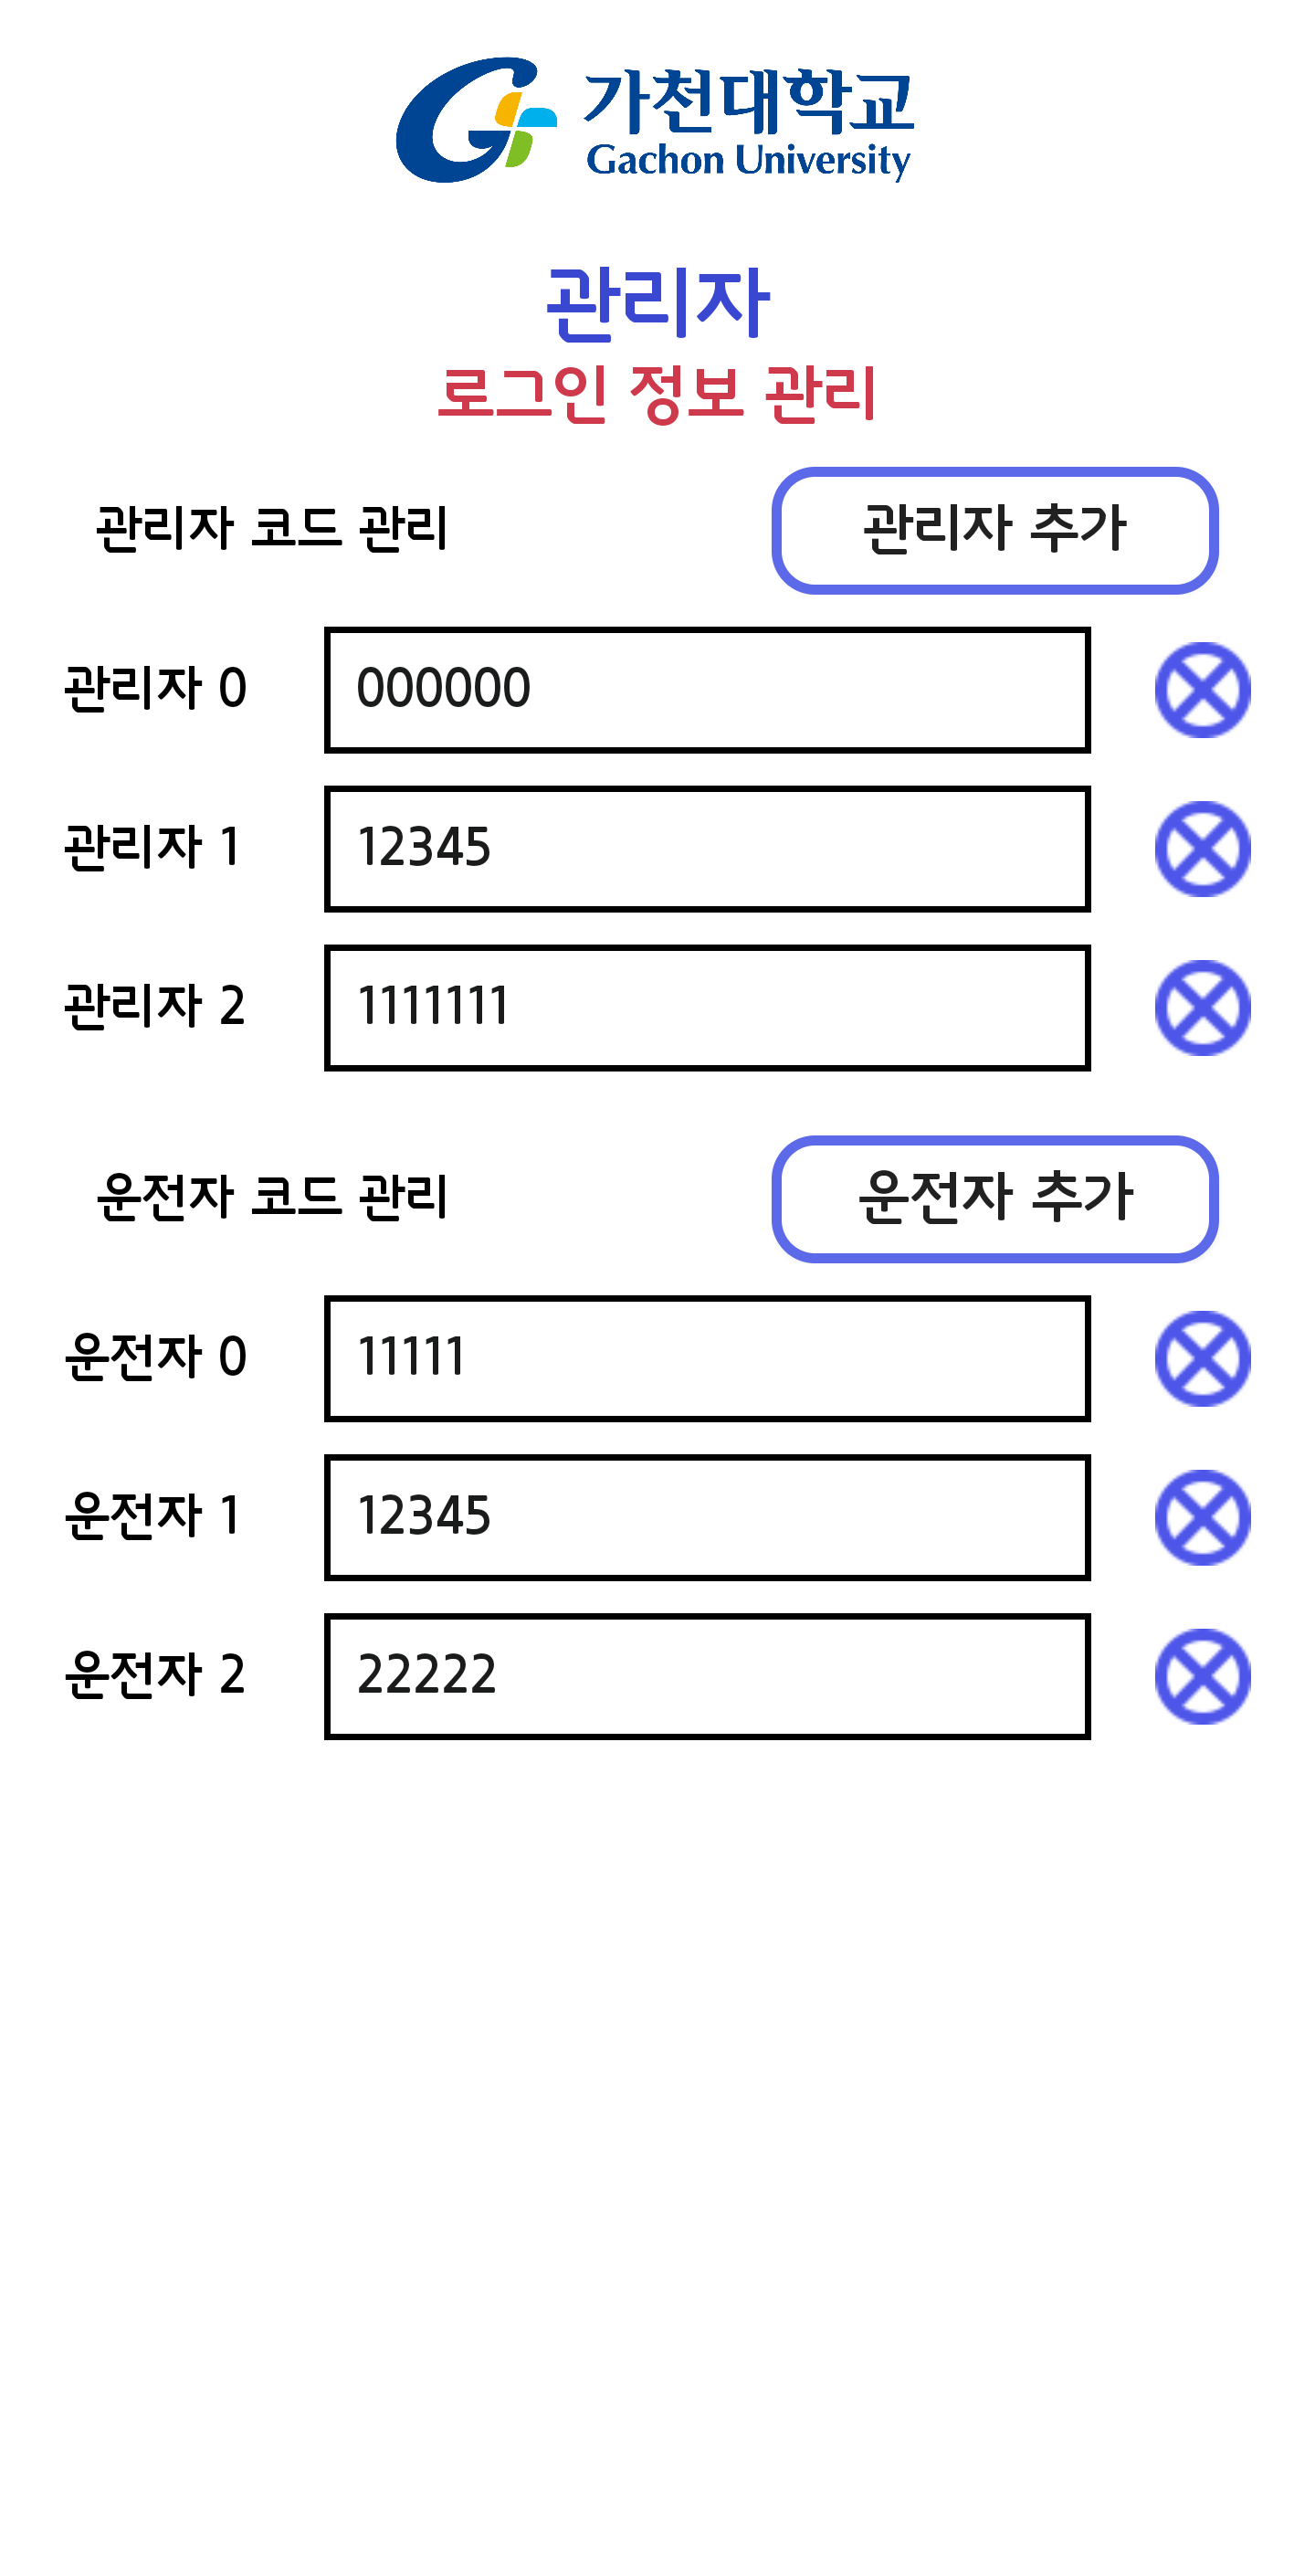 가천대학교
Gachon University
관리자
로그인 정보 관리
관리자 코드 관리
관리자 추가
관리자 0
000000
관리자 1
12345
관리자 2
1111111
운전자 코드 관리
운전자 추가
운전자 0
11111
운전자 1
12345
운전자 2
22222